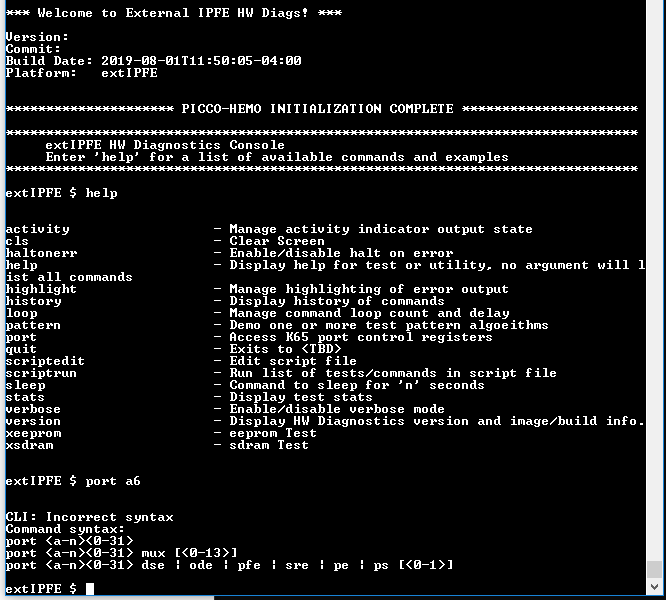 *** Welcome to External IPFE HW Diags! ***
Version:
Commit:
Build Date: 2019-08-01T11:50:05-04:00
Platform:   extIPFE
********************* PICCO-HEMO INITIALIZATION COMPLETE **********************
*******************************************************************************
extIPFE HW Diagnostics Console
Enter 'help' for a list of available commands and examples
*******************************************************************************
extIPFE $ help
activity                  - Manage activity indicator output state
cls                       - Clear Screen
haltonerr                 - Enable/disable halt on error
help                      - Display help for test or utility, no argument will l
ist all commands
highlight                 - Manage highlighting of error output
history                   - Display history of commands
loop                      - Manage command loop count and delay
pattern                   - Demo one or more test pattern algoeithms
port                      - Access K65 port control registers
quit                      - Exits to <TBD>
scriptedit                - Edit script file
scriptrun                 - Run list of tests/commands in script file
sleep                     - Command to sleep for 'n' seconds
stats                     - Display test stats
verbose                   - Enable/disable verbose mode
version                   - Display HW Diagnostics version and image/build info.
xeeprom                   - eeprom Test
xsdram                    - sdram Test
extIPFE $ port a6
CLI: Incorrect syntax
Command syntax:
port <a-n><0-31>
port <a-n><0-31> mux [<0-13>]
port <a-n><0-31> dse | ode | pfe | sre | pe | ps [<0-1>]
extIPFE $